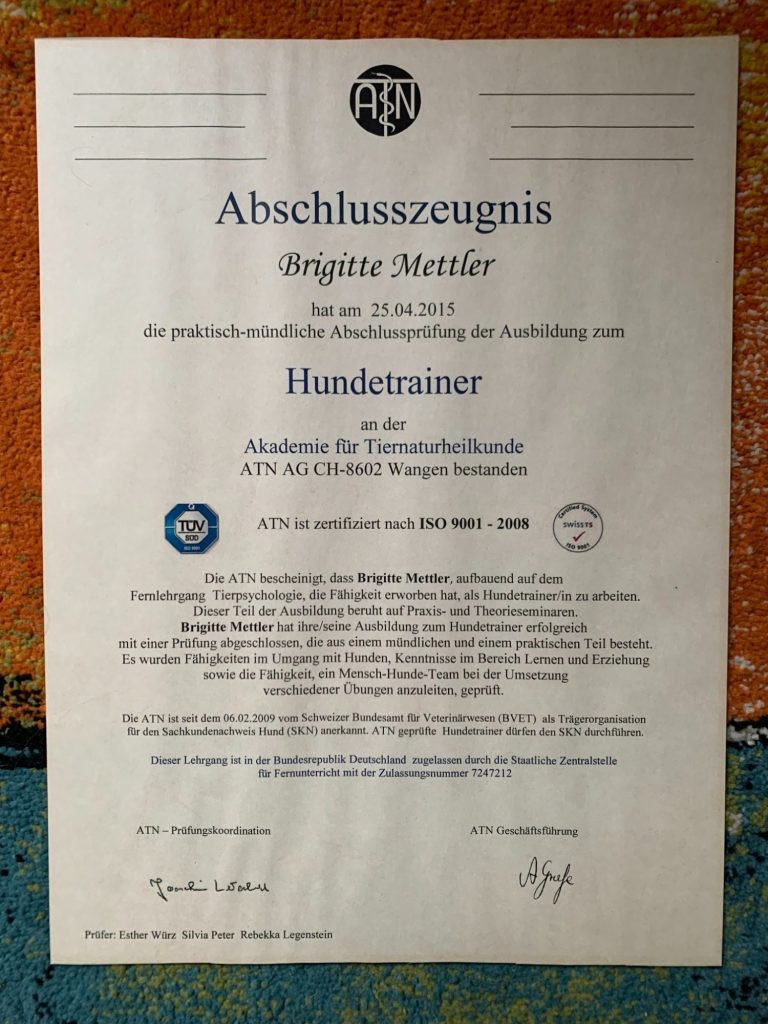 ATN
Abschlusszeugnis
Brigitte Mettler
hat am 25.04.2015
die praktisch-mündliche Abschlussprüfung der Ausbildung zum
Hundetrainer
an der
Akademie für Tiernaturheilkunde
ATN AG CH-8602 Wangen bestanden
TÜV
SÜD
ISO 9001
ATN ist zertifiziert nach ISO 9001 - 2008
Certified System
swissTS
ISO 9001
Die ATN bescheinigt, dass Brigitte Mettler, aufbauend auf dem
Fernlehrgang Tierpsychologie, die Fähigkeit erworben hat, als Hundetrainer/in zu arbeiten.
Dieser Teil der Ausbildung beruht auf Praxis- und Theorieseminaren.
Brigitte Mettler hat ihre/seine Ausbildung zum Hundetrainer erfolgreich
mit einer Prüfung abgeschlossen, die aus einem mündlichen und einem praktischen Teil besteht.
Es wurden Fähigkeiten im Umgang mit Hunden, Kenntnisse im Bereich Lernen und Erziehung
sowie die Fähigkeit, ein Mensch-Hunde-Team bei der Umsetzung
verschiedener Übungen anzuleiten, geprüft.
Die ATN ist seit dem 06.02.2009 vom Schweizer Bundesamt für Veterinärwesen (BVET) als Trägerorganisation
für den Sachkundenachweis Hund (SKN) anerkannt. ATN geprüfte Hundetrainer dürfen den SKN durchführen.
Dieser Lehrgang ist in der Bundesrepublik Deutschland zugelassen durch die Staatliche Zentralstelle
für Fernunterricht mit der Zulassungsnummer 7247212
ATN – Prüfungskoordination
ATN Geschäftsführung
Prüfer: Esther Würz Silvia Peter Rebekka Legenstein